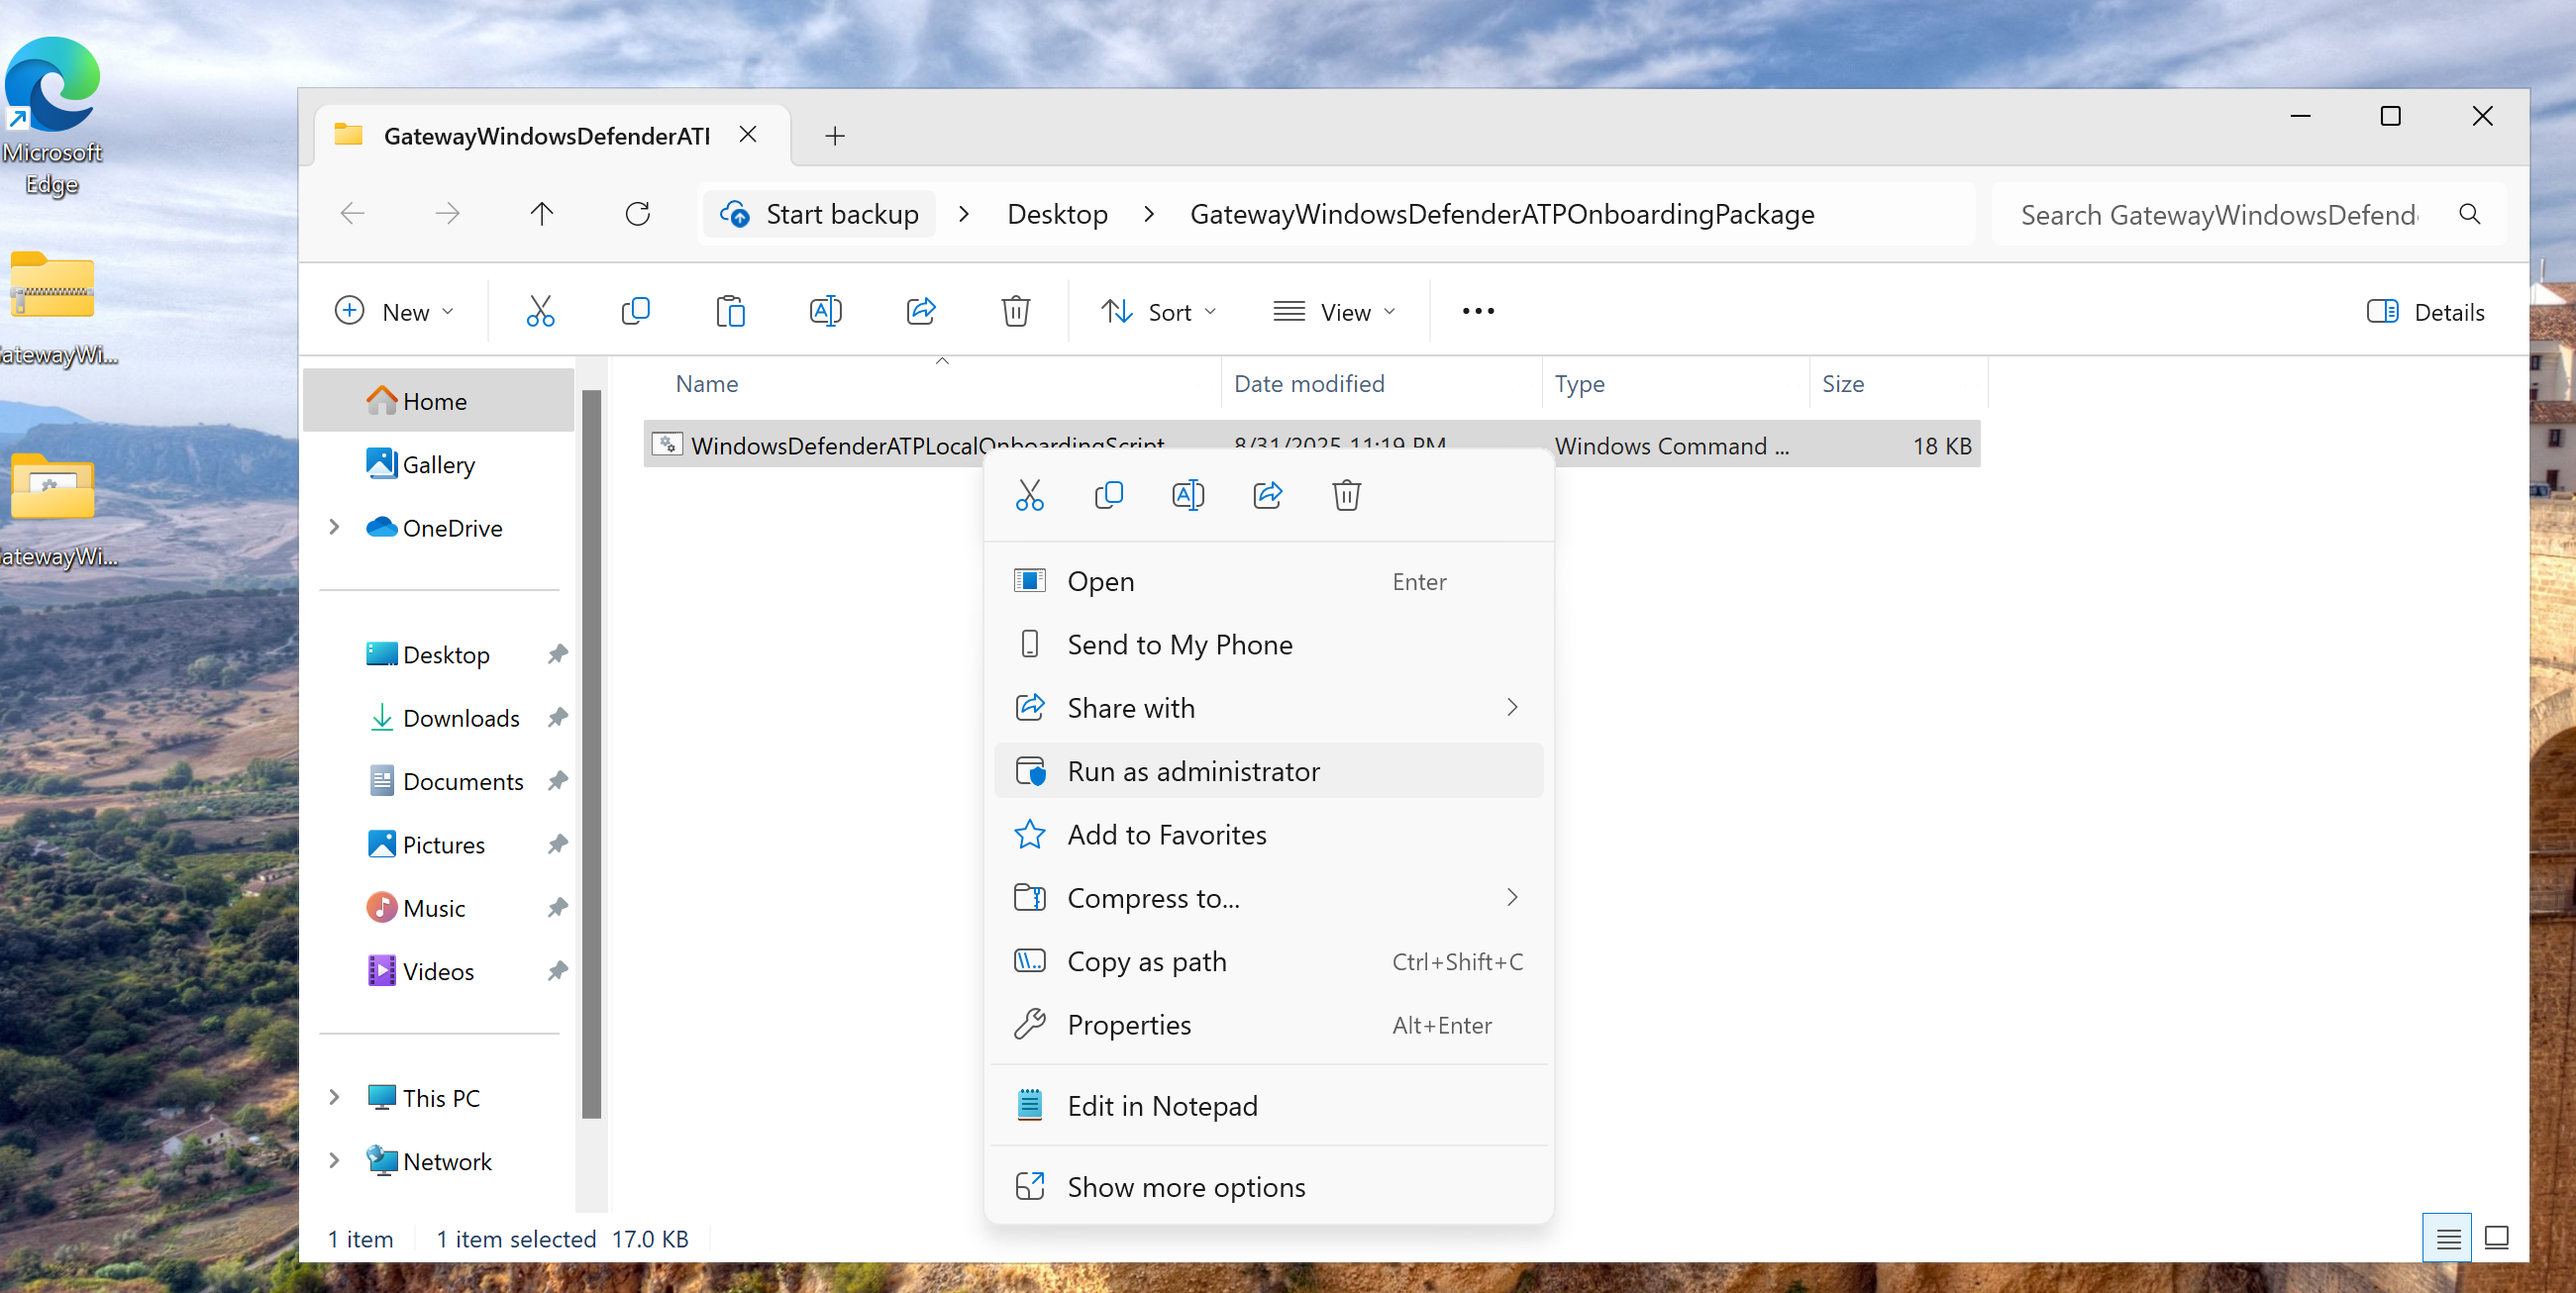 Microsoft
Edge
GatewayWindowsDefenderATI
Start backup
Desktop
GatewayWindowsDefenderATPOnboardingPackage
Search GatewayWindowsDefend
New
Sort
View
Details
Name
Date modified
Type
Size
WindowsDefenderATPLocalOnboardingScript
8/31/2025 11:19 PM
Windows Command ...
18 KB
atewayWi...
atewayWi...
Home
Gallery
OneDrive
Desktop
Downloads
Documents
Pictures
Music
Videos
This PC
Network
Open
Enter
Send to My Phone
Share with
Run as administrator
Add to Favorites
Compress to...
Copy as path
Ctrl+Shift+C
Properties
Alt+Enter
Edit in Notepad
Show more options
1 item
1 item selected 17.0 KB